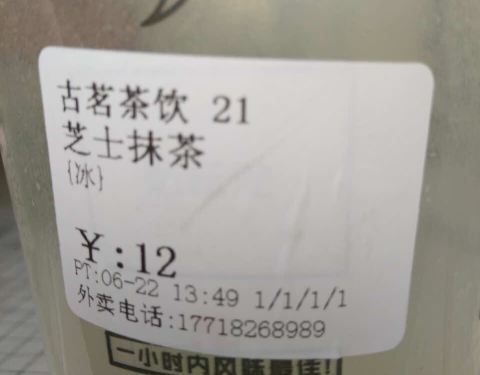 古茗茶饮 21
芝士抹茶
{冰}
¥:12
PT:06-22 13:49 1/1/1/1
外卖电话:17718268989
一小时内风味最佳!